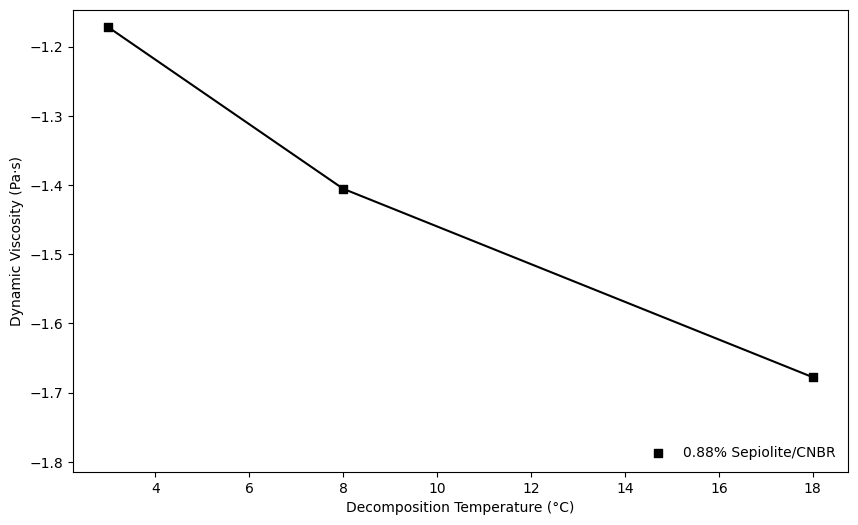 −1.2
−1.3
−1.4
−1.5
−1.6
−1.7
−1.8
Dynamic Viscosity (Pa·s)
0.88% Sepiolite/CNBR
4 6 8 10 12 14 16 18
Decomposition Temperature (°C)